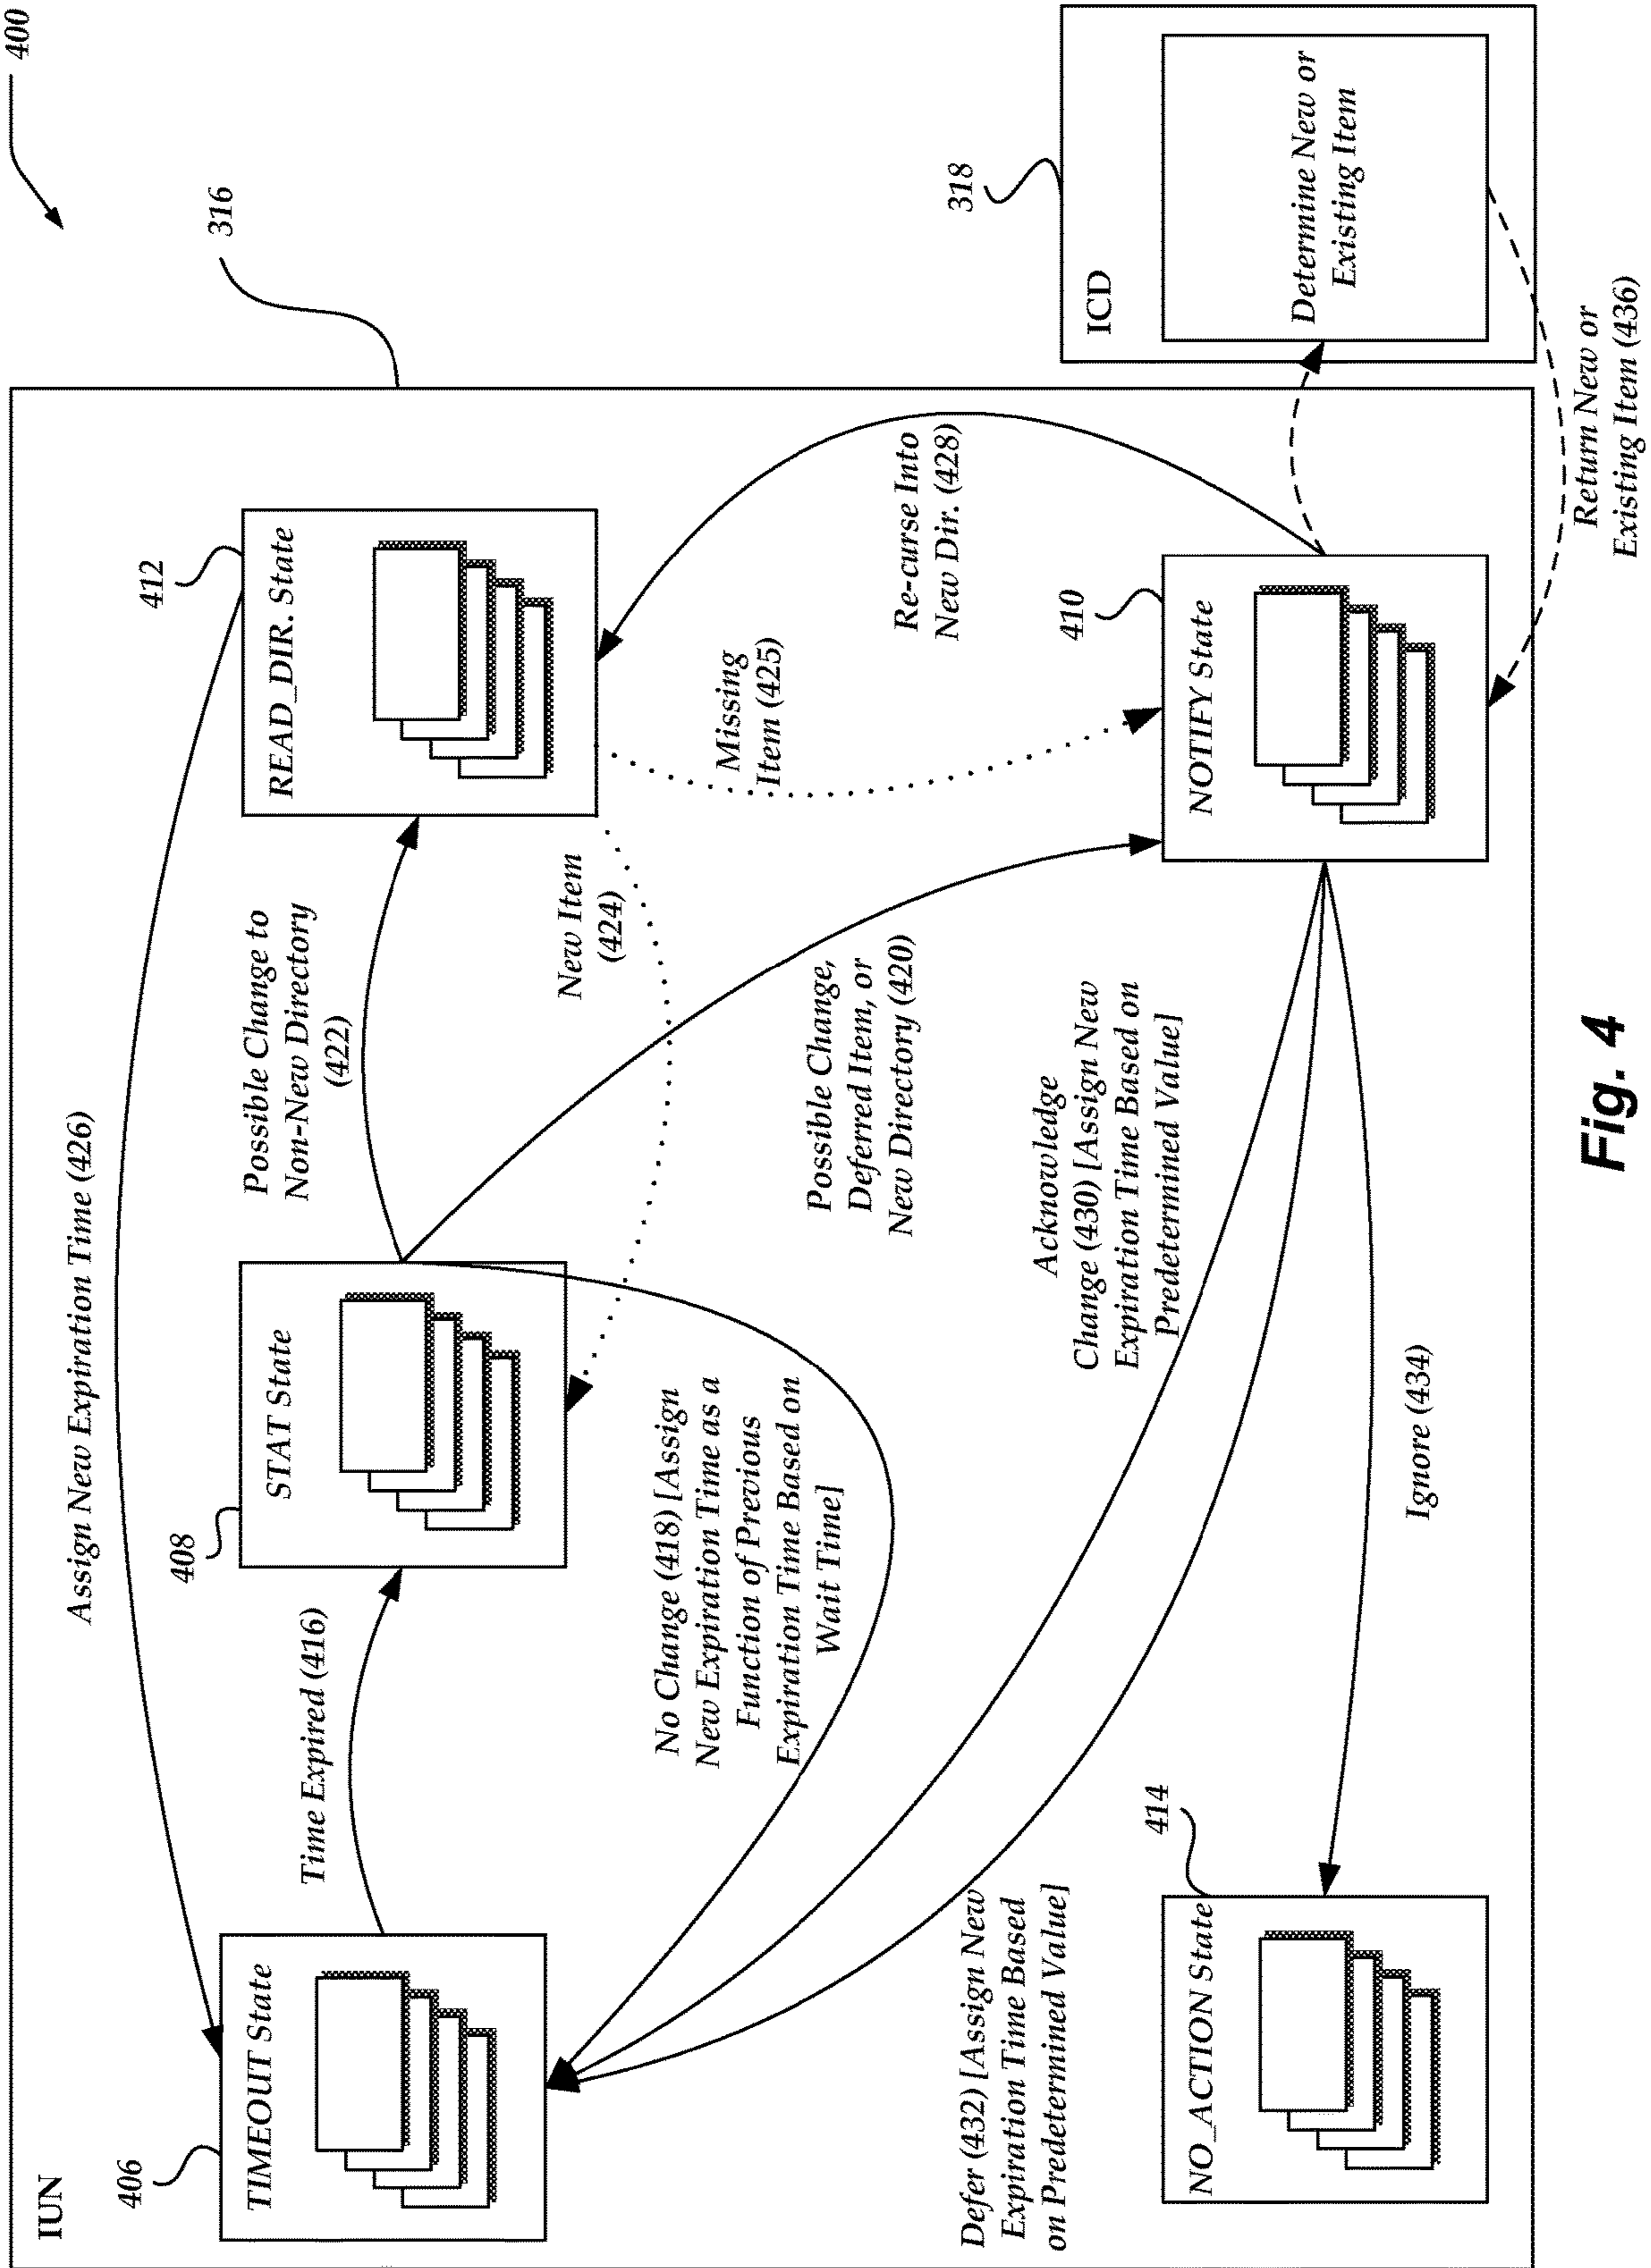 400
IUN
316
Assign New Expiration Time (426)
406
TIMEOUT State
Time Expired (416)
408
STAT State
Possible Change to
Non-New Directory
(422)
412
READ_DIR. State
No Change (418) [Assign
New Expiration Time as a
Function of Previous
Expiration Time Based on
Wait Time]
New Item
(424)
Missing
Item (425)
Re-curse Into
New Dir. (428)
Possible Change,
Deferred Item, or
New Directory (420)
318
ICD
Determine New or
Existing Item
Defer (432) [Assign New
Expiration Time Based
on Predetermined Value]
Acknowledge
Change (430) [Assign New
Expiration Time Based on
Predetermined Value]
410
NOTIFY State
414
NO_ACTION State
Ignore (434)
Return New or
Existing Item (436)
Fig. 4